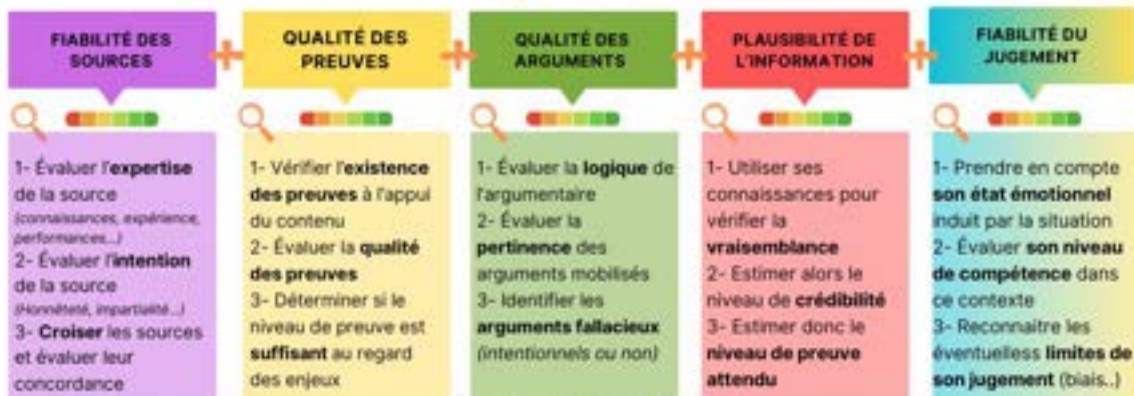 FIABILITÉ DES
SOURCES
+
QUALITÉ DES
PREUVES
+
QUALITÉ DES
ARGUMENTS
+
PLAUSIBILITÉ DE
L'INFORMATION
+
FIABILITÉ DU
JUGEMENT
1- Évaluer l'expertise
de la source
(connaissances, expérience,
performances...)
2- Évaluer l'intention
de la source
(Honnêteté, impartialité...)
3- Croiser les sources
et évaluer leur
concordance
1- Vérifier l'existence
des preuves à l'appui
du contenu
2- Évaluer la qualité
des preuves
3- Déterminer si le
niveau de preuve est
suffisant au regard
des enjeux
1- Évaluer la logique de
l'argumentaire
2- Évaluer la
pertinence des
arguments mobilisés
3- Identifier les
arguments fallacieux
(intentionnels ou non)
1- Utiliser ses
connaissances pour
vérifier la
vraisemblance
2- Estimer alors le
niveau de crédibilité
3- Estimer donc le
niveau de preuve
attendu
1- Prendre en compte
son état émotionnel
induit par la situation
2- Évaluer son niveau
de compétence dans
ce contexte
3- Reconnaitre les
éventueless limites de
son jugement (biais..)